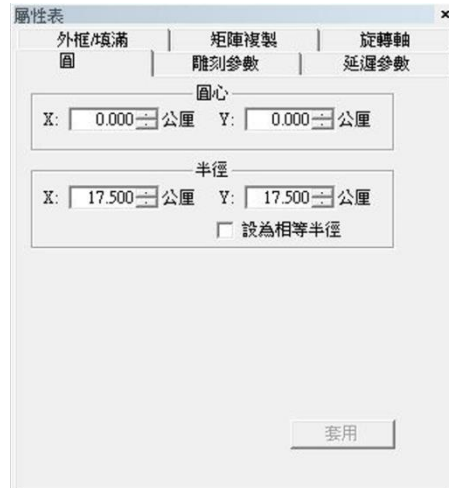 屬性表 ×
外框/填滿 矩陣複製 旋轉軸
圓 雕刻參數 延遲參數
圓心
X: 0.000 公厘 Y: 0.000 公厘
半徑
X: 17.500 公厘 Y: 17.500 公厘
設為相等半徑
套用